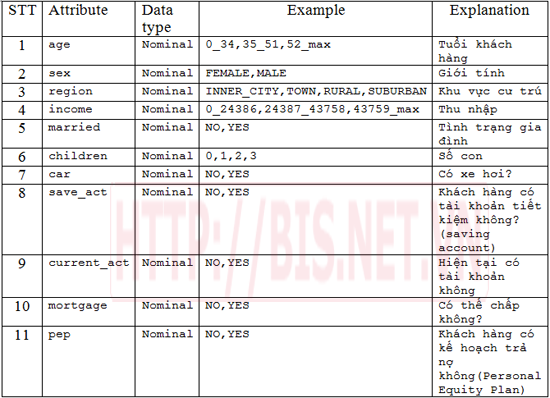 STT Attribute Data type Example Explanation
1 age Nominal 0_34,35_51,52_max Tuổi khách hàng
2 sex Nominal FEMALE,MALE Giới tính
3 region Nominal INNER_CITY,TOWN,RURAL,SUBURBAN Khu vực cư trú
4 income Nominal 0_24386,24387_43758,43759_max Thu nhập
5 married Nominal NO,YES Tình trạng gia đình
6 children Nominal 0,1,2,3 Số con
7 car Nominal NO,YES Có xe hơi?
8 save_act Nominal NO,YES Khách hàng có tài khoản tiết kiệm không? (saving account)
9 current_act Nominal NO,YES Hiện tại có tài khoản không
10 mortgage Nominal NO,YES Có thế chấp không?
11 pep Nominal NO,YES Khách hàng có kế hoạch trả nợ không(Personal Equity Plan)
HTTP://BIS.NET.VN